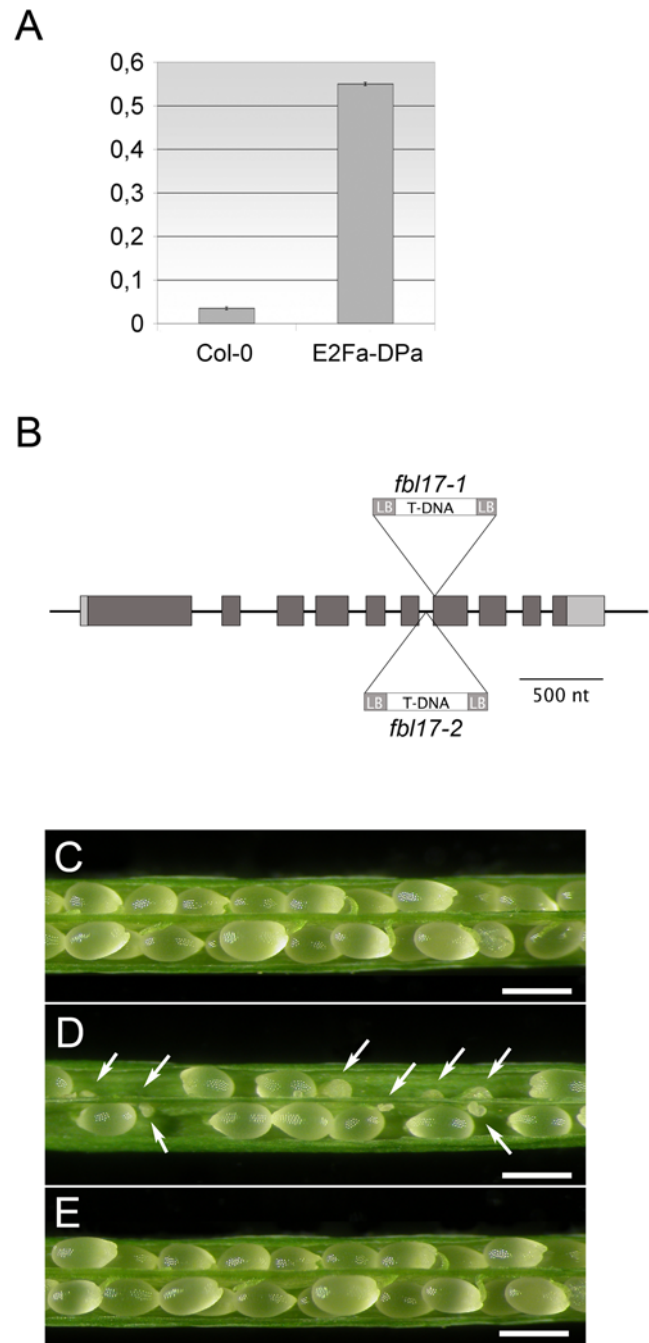 A
0,6
0,5
0,4
0,3
0,2
0,1
0
Col-0 E2Fa-DPa
B
fbl17-1
LB T-DNA LB
500 nt
LB T-DNA LB
fbl17-2
C
D
E